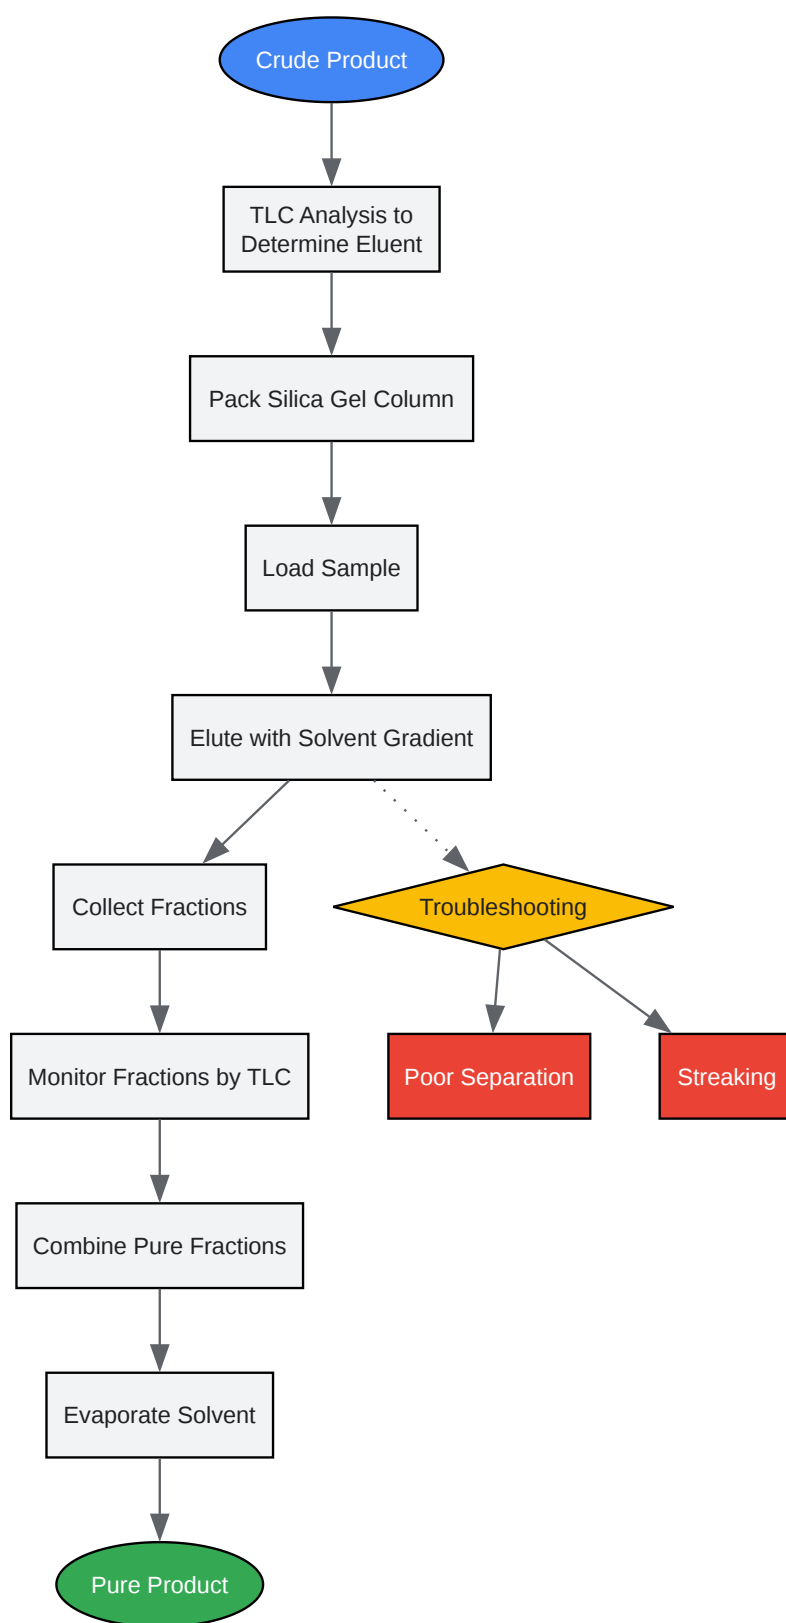 Crude Product
TLC Analysis to
Determine Eluent
Pack Silica Gel Column
Load Sample
Elute with Solvent Gradient
Collect Fractions
Troubleshooting
Monitor Fractions by TLC
Poor Separation
Streaking
Combine Pure Fractions
Evaporate Solvent
Pure Product